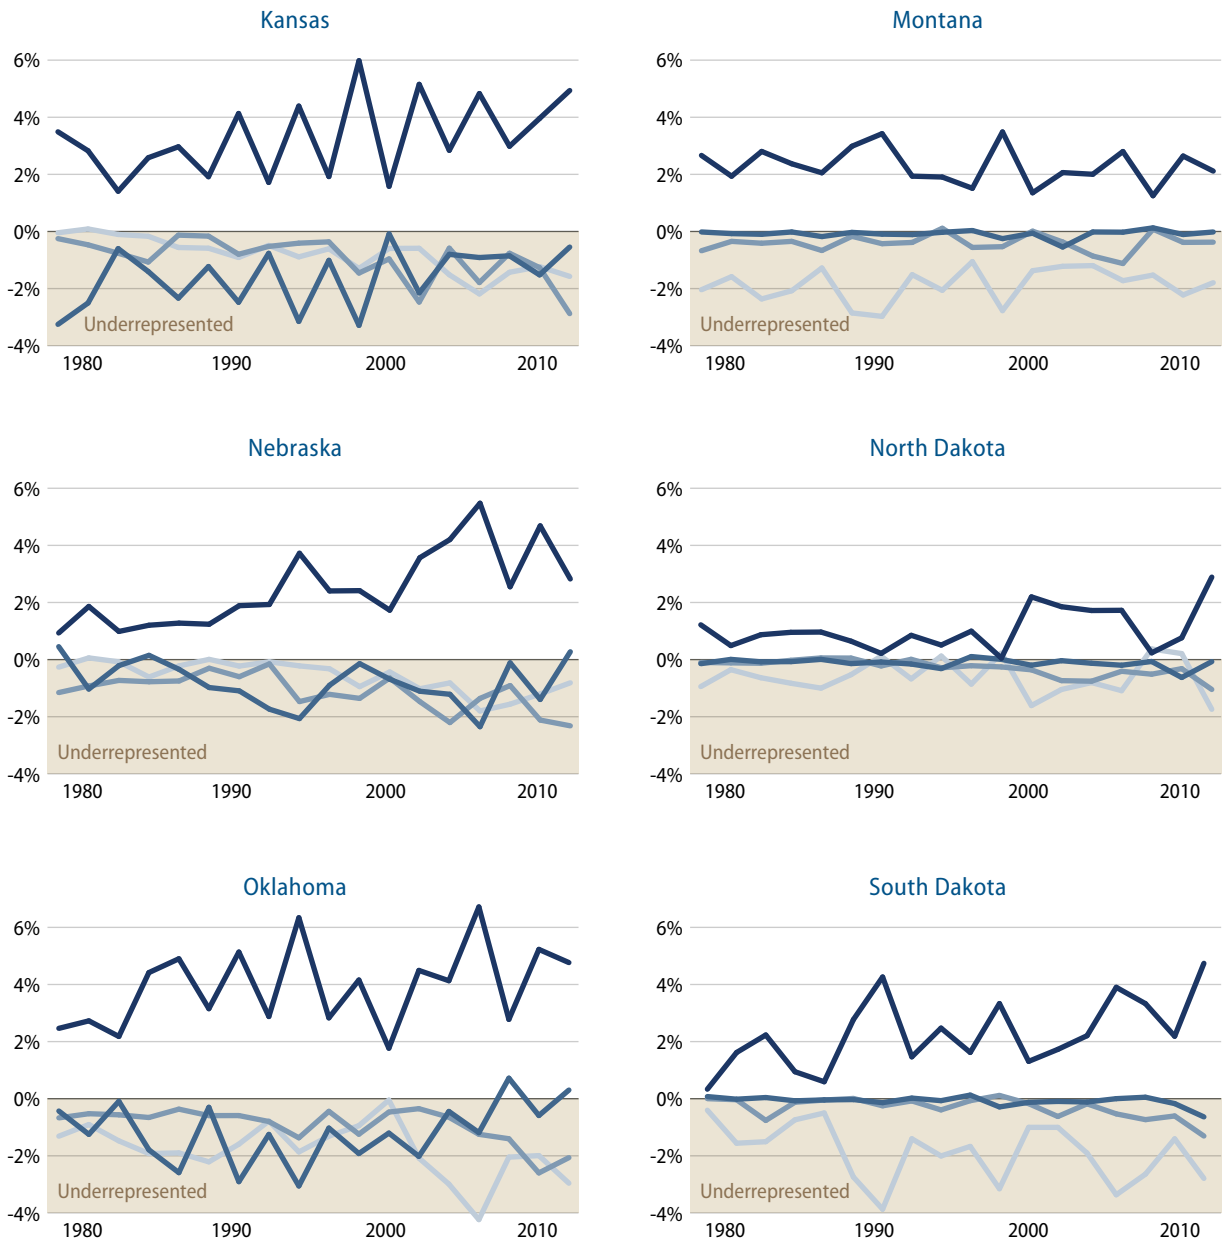 Kansas
6%
4%
2%
0%
-2%
Underrepresented
-4%
1980 1990 2000 2010
Montana
6%
4%
2%
0%
-2%
Underrepresented
-4%
1980 1990 2000 2010
Nebraska
6%
4%
2%
0%
-2%
Underrepresented
-4%
1980 1990 2000 2010
North Dakota
6%
4%
2%
0%
-2%
Underrepresented
-4%
1980 1990 2000 2010
Oklahoma
6%
4%
2%
0%
-2%
Underrepresented
-4%
1980 1990 2000 2010
South Dakota
6%
4%
2%
0%
-2%
Underrepresented
-4%
1980 1990 2000 2010